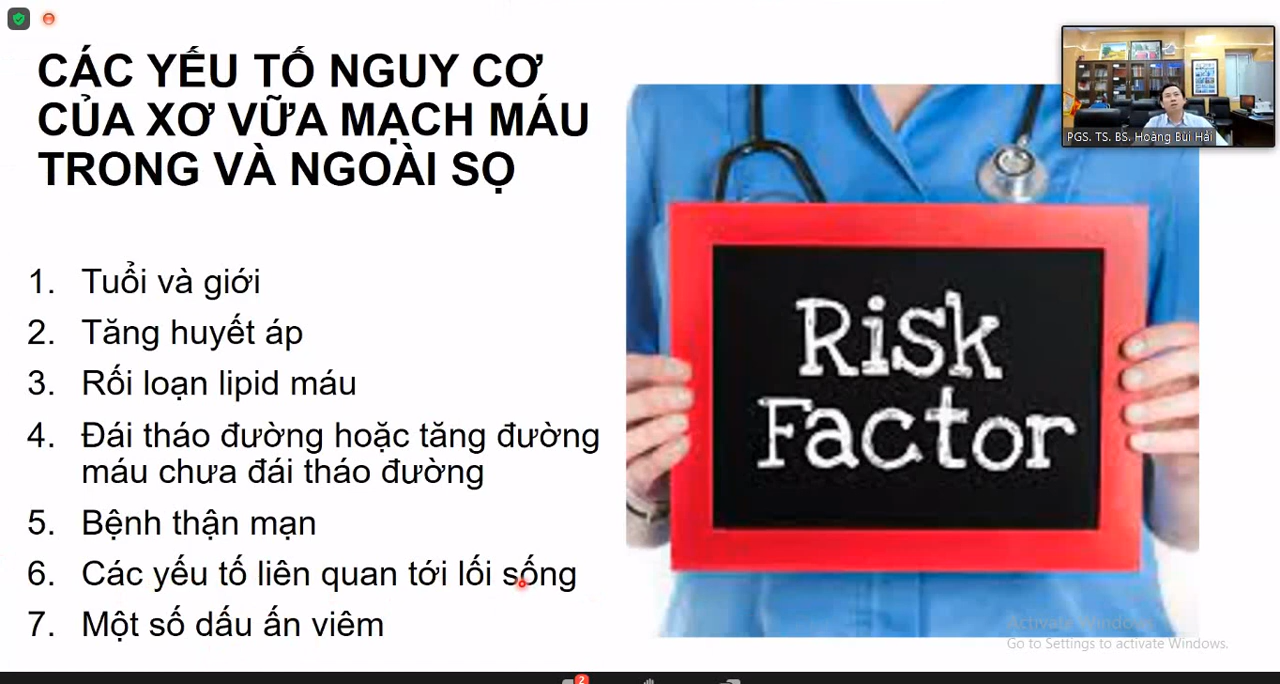 CÁC YẾU TỐ NGUY CƠ
CỦA XƠ VỮA MẠCH MÁU
TRONG VÀ NGOÀI SỌ
PGS. TS. BS. Hoàng Bùi Hải
1. Tuổi và giới
2. Tăng huyết áp
3. Rối loạn lipid máu
4. Đái tháo đường hoặc tăng đường
máu chưa đái tháo đường
5. Bệnh thận mạn
6. Các yếu tố liên quan tới lối sống
7. Một số dấu ấn viêm
Risk
Factor
Activate Windows
Go to Settings to activate Windows.
2